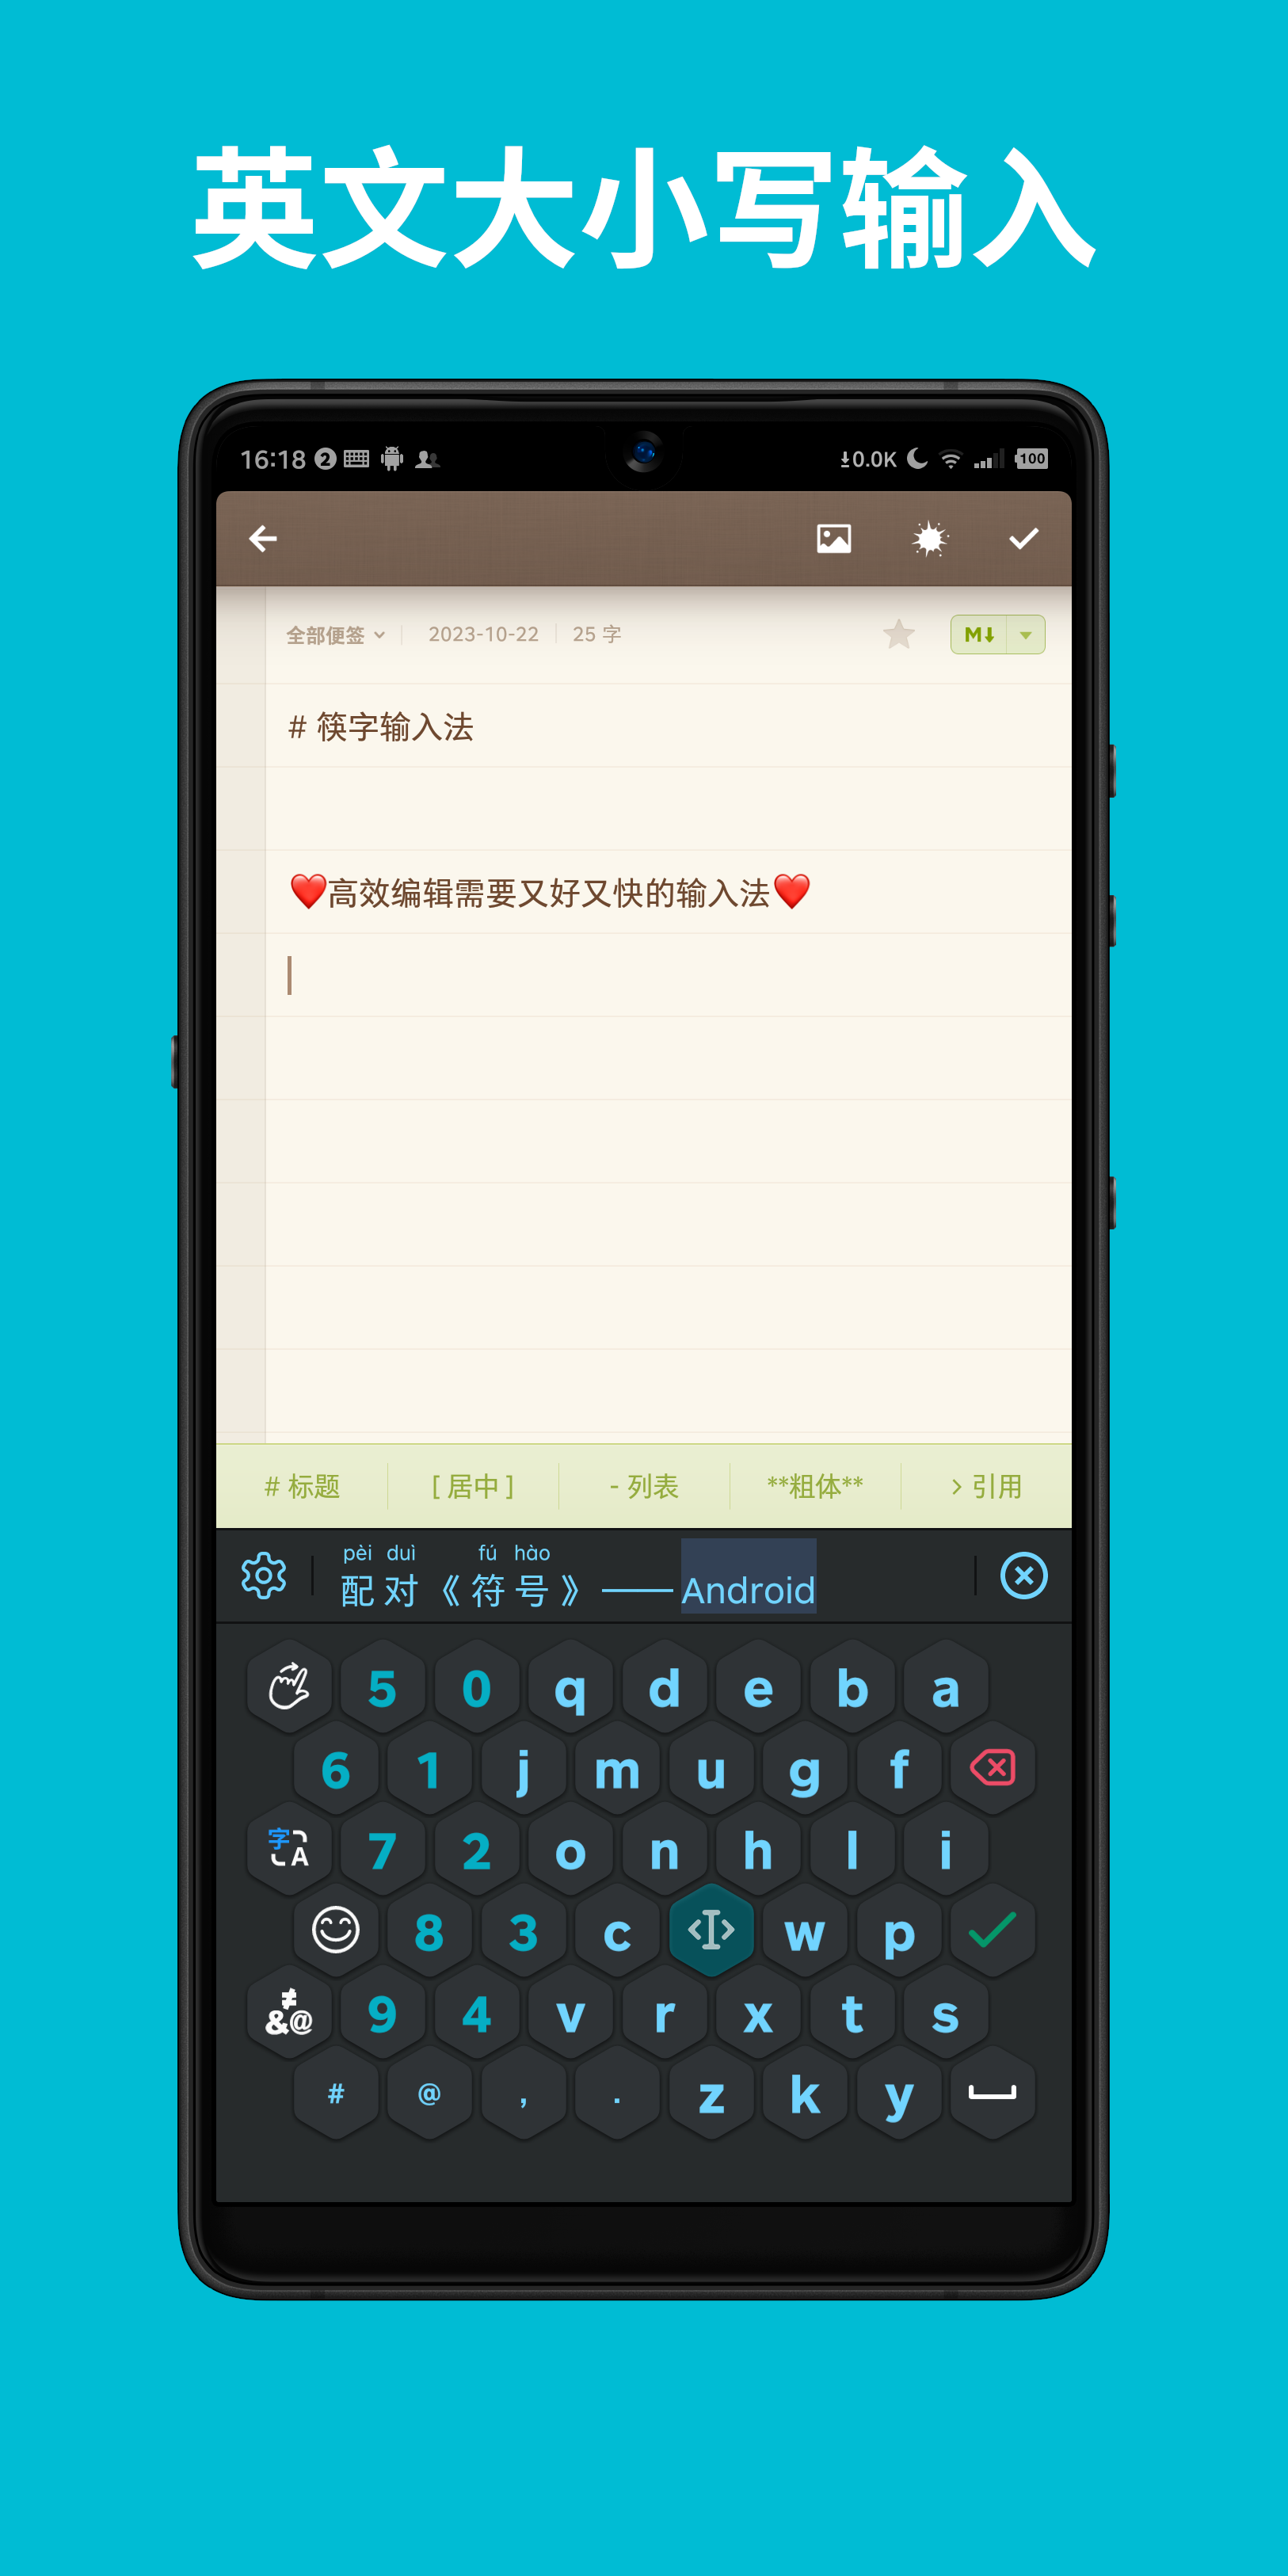 英文大小写输入
16:18 2 0.0K 100
全部便签 2023-10-22 25 字 M↓
# 筷字输入法
❤️高效编辑需要又好又快的输入法❤️
# 标题 [ 居中 ] - 列表 **粗体** > 引用
pèi duì fú hào
配对《符号》——Android
5 0 q d e b a
6 1 j m u g f
字 A 7 2 o n h l i
8 3 c w p
≠ &@ 9 4 v r x t s
# @ , . z k y